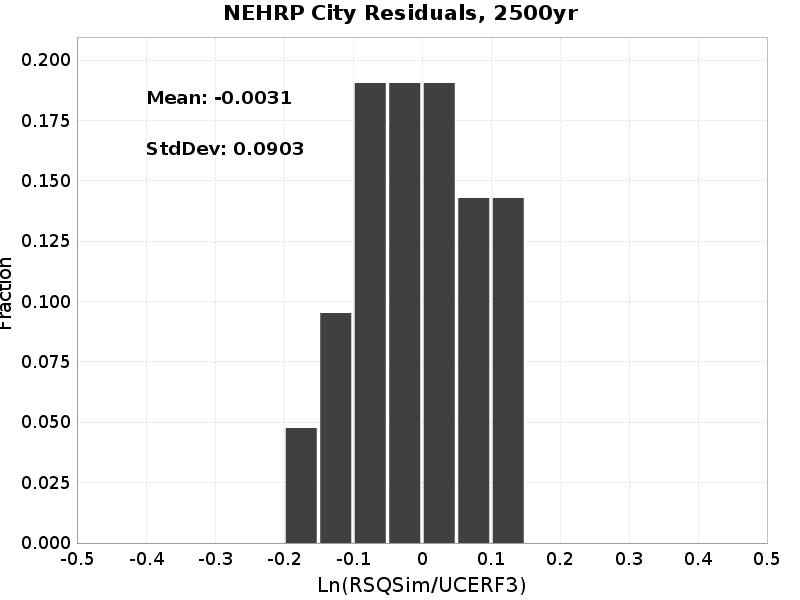 NEHRP City Residuals, 2500yr
Mean: -0.0031
StdDev: 0.0903
Fraction
0.200
0.175
0.150
0.125
0.100
0.075
0.050
0.025
0.000
-0.5 -0.4 -0.3 -0.2 -0.1 0 0.1 0.2 0.3 0.4 0.5
Ln(RSQSim/UCERF3)